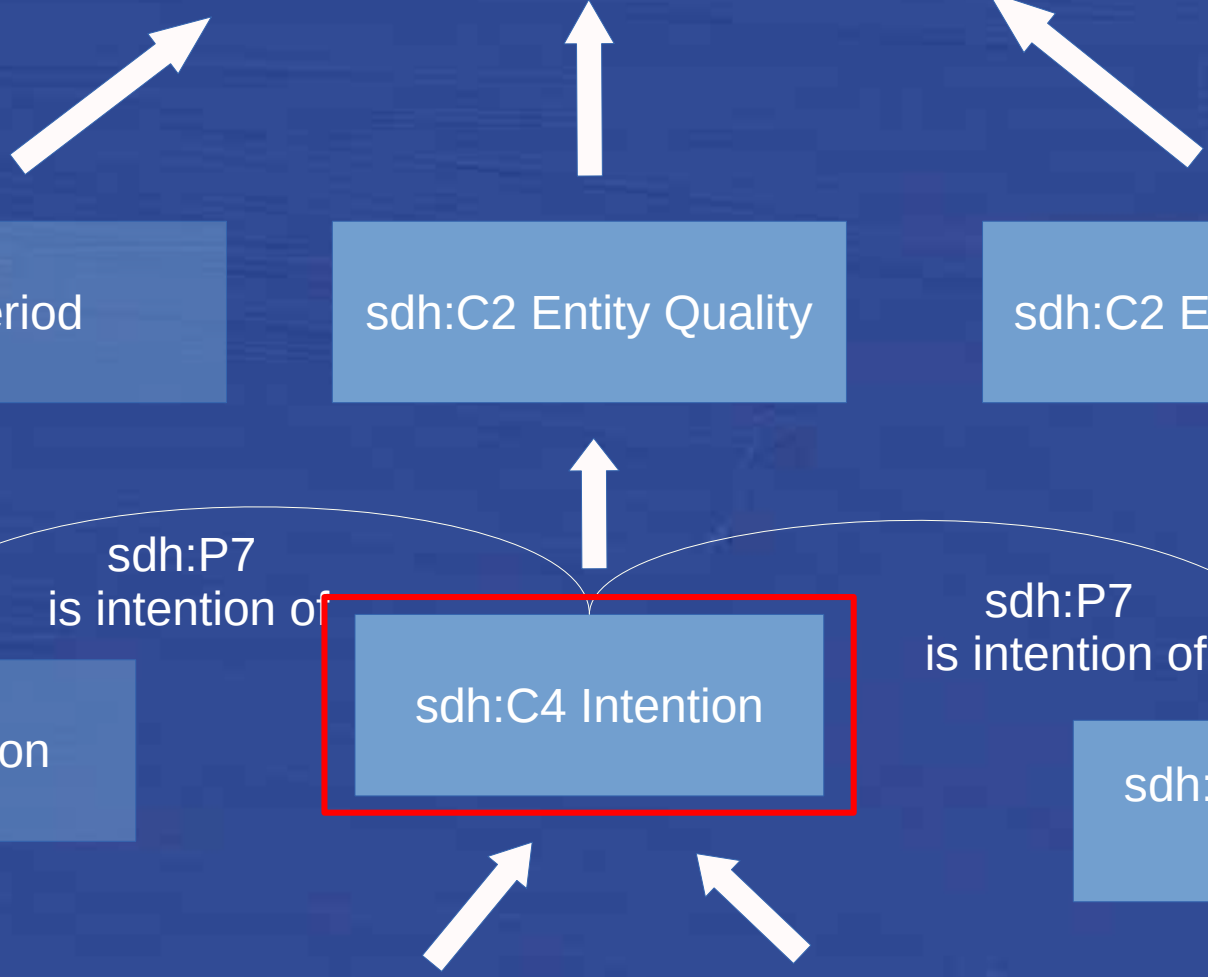 eriod
sdh:C2 Entity Quality
sdh:C2 E
sdh:P7
is intention of
sdh:P7
is intention of
sdh:C4 Intention
on
sdh: